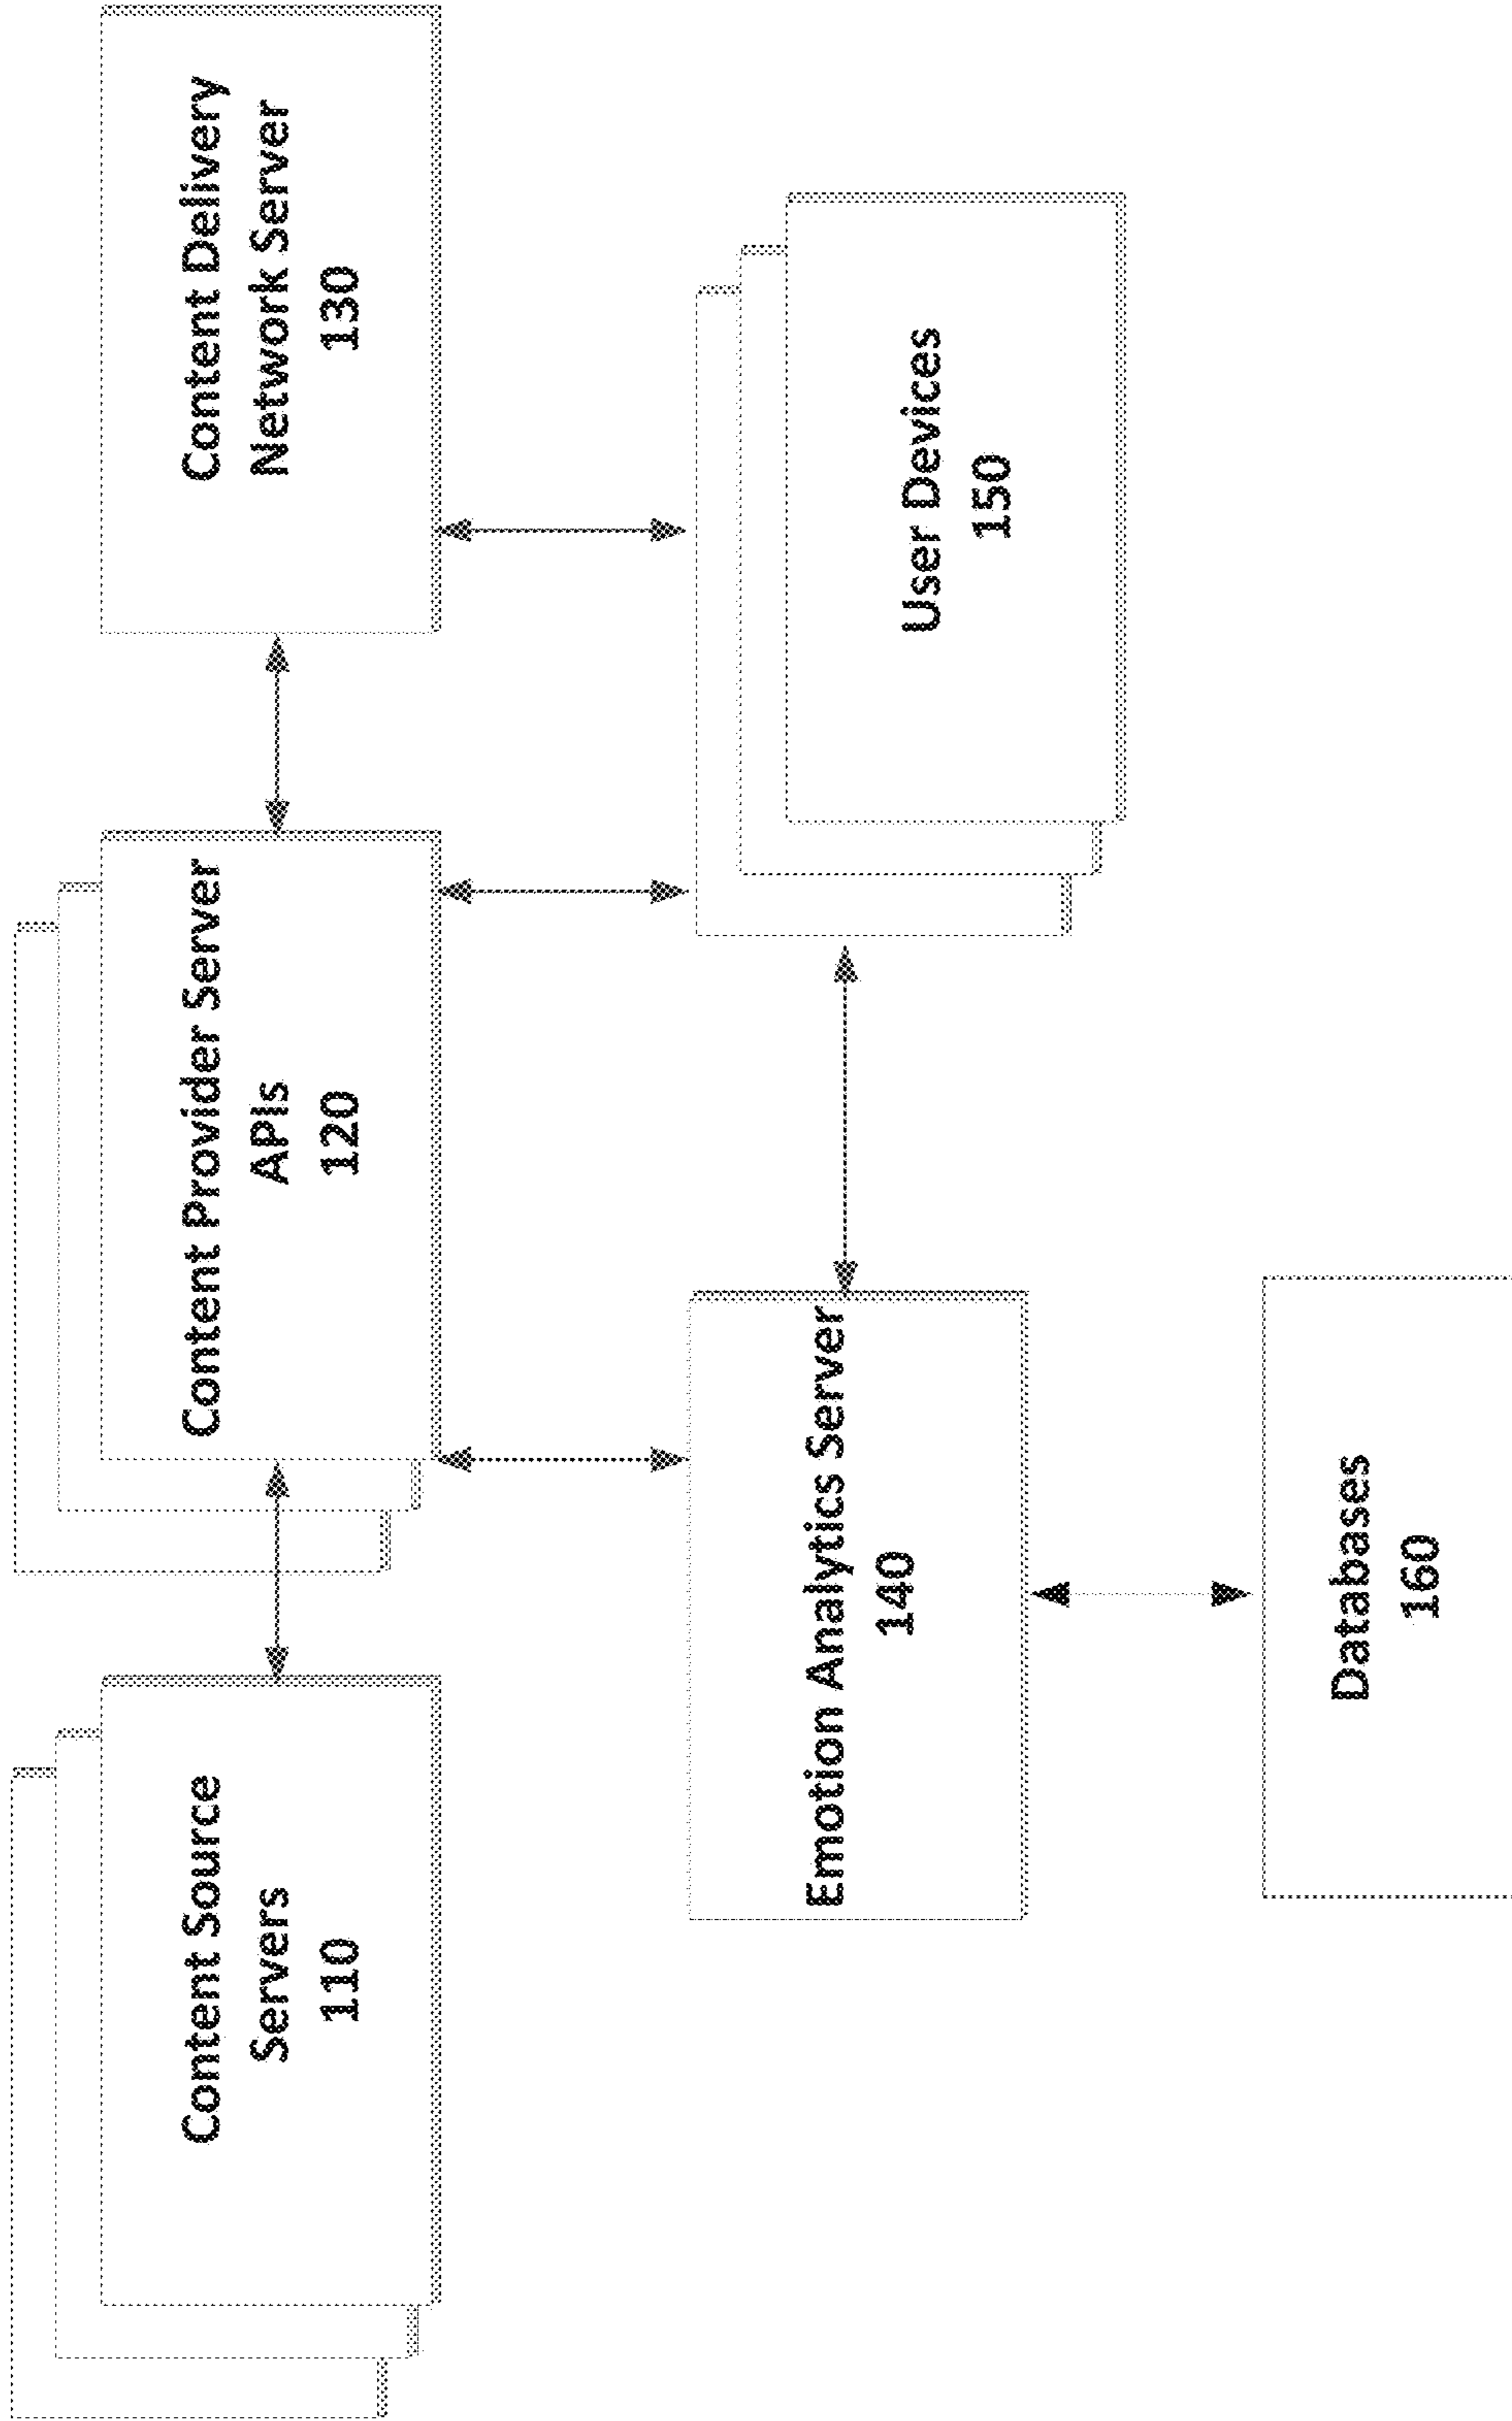 Content Source
Servers
110
Content Provider Server
APIs
120
Content Delivery
Network Server
130
Emotion Analytics Server
140
User Devices
150
Databases
160